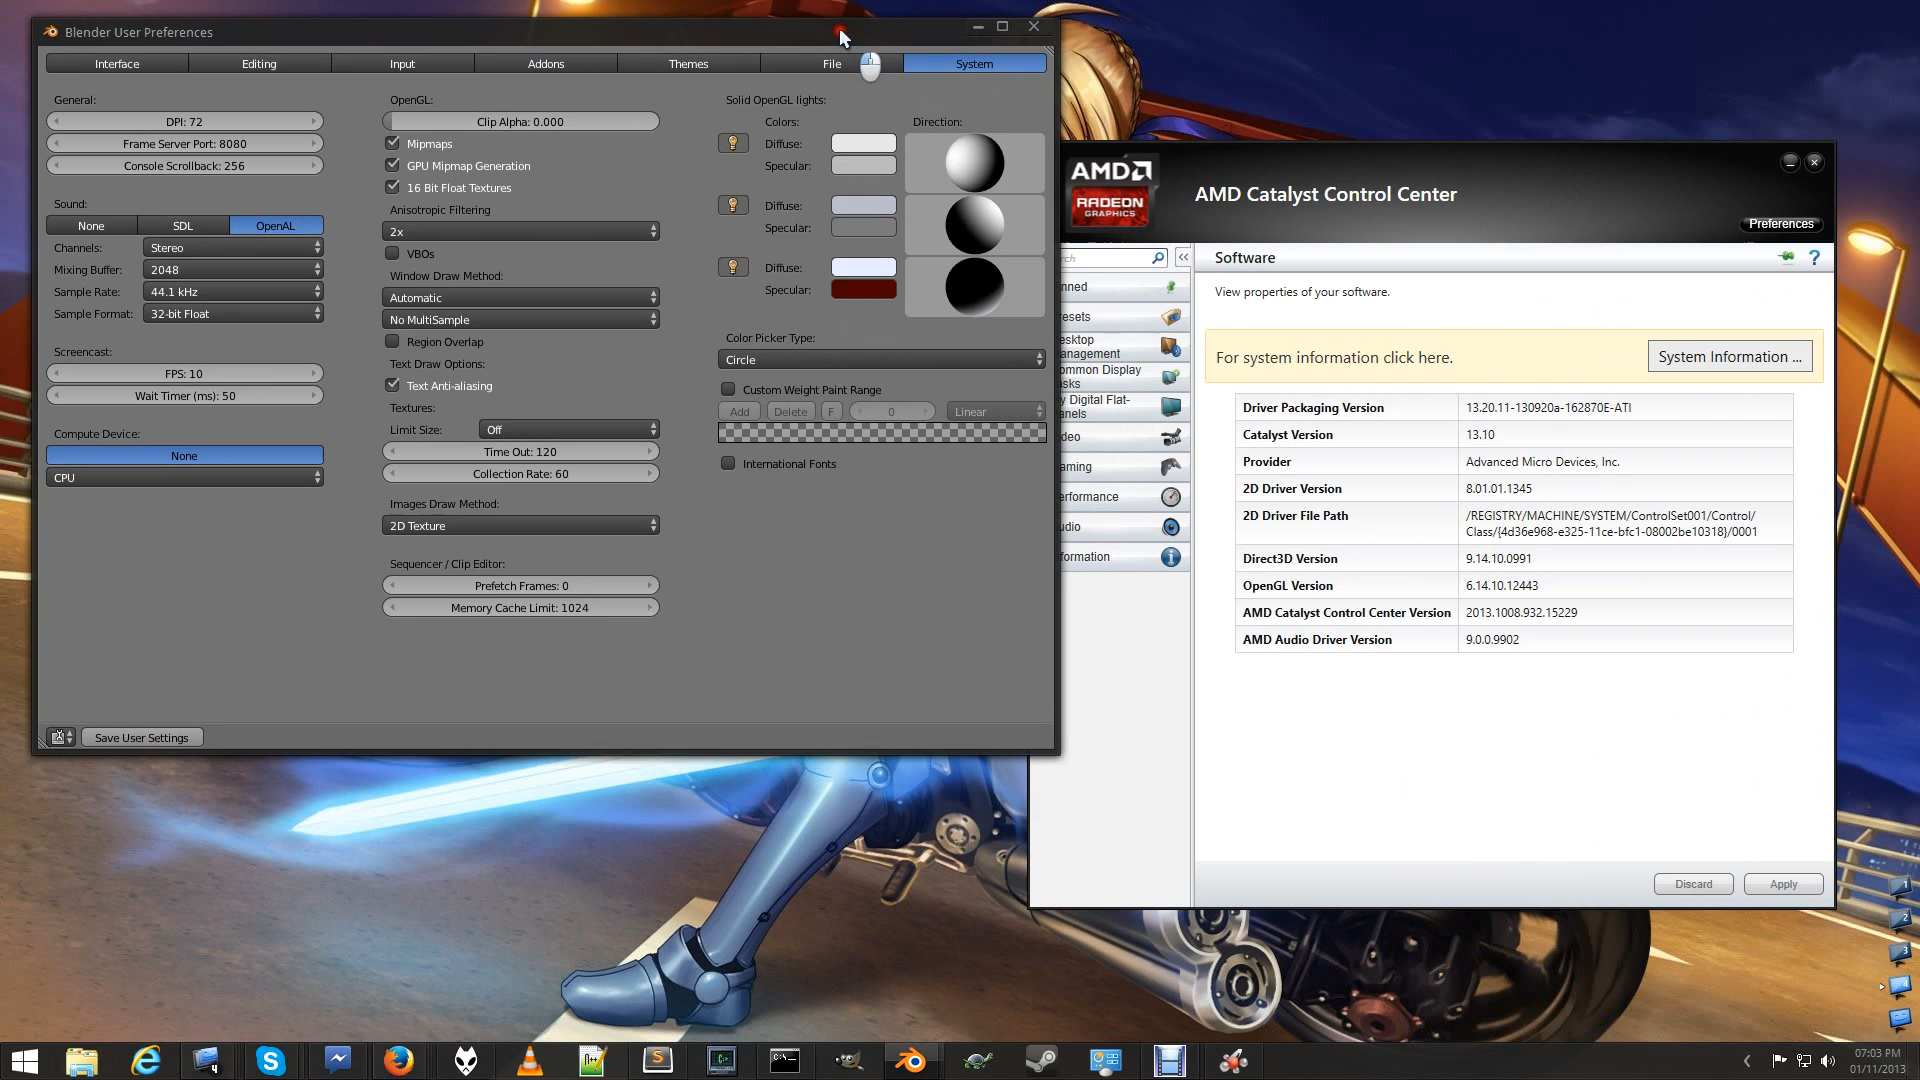 Blender User Preferences
Interface
Editing
Input
Addons
Themes
File
System
General:
DPI: 72
Frame Server Port: 8080
Console Scrollback: 256
Sound:
None
SDL
OpenAL
Channels:
Stereo
Mixing Buffer:
2048
Sample Rate:
44.1 kHz
Sample Format:
32-bit Float
Screencast:
FPS: 10
Wait Timer (ms): 50
Compute Device:
None
CPU
OpenGL:
Clip Alpha: 0.000
Mipmaps
GPU Mipmap Generation
16 Bit Float Textures
Anisotropic Filtering
2x
VBOs
Window Draw Method:
Automatic
No MultiSample
Region Overlap
Text Draw Options:
Text Anti-aliasing
Textures:
Limit Size:
Off
Time Out: 120
Collection Rate: 60
Images Draw Method:
2D Texture
Sequencer / Clip Editor:
Prefetch Frames: 0
Memory Cache Limit: 1024
Solid OpenGL lights:
Colors:
Direction:
Diffuse:
Specular:
Diffuse:
Specular:
Diffuse:
Specular:
Color Picker Type:
Circle
Custom Weight Paint Range
Add
Delete
F
0
Linear
International Fonts
Save User Settings
AMD
RADEON
GRAPHICS
AMD Catalyst Control Center
Preferences
rch
nned
esets
esktop
anagement
ommon Display
asks
y Digital Flat-
anels
deo
aming
erformance
udio
formation
Software
?
View properties of your software.
For system information click here.
System Information ...
Driver Packaging Version
13.20.11-130920a-162870E-ATI
Catalyst Version
13.10
Provider
Advanced Micro Devices, Inc.
2D Driver Version
8.01.01.1345
2D Driver File Path
/REGISTRY/MACHINE/SYSTEM/ControlSet001/Control/
Class/{4d36e968-e325-11ce-bfc1-08002be10318}/0001
Direct3D Version
9.14.10.0991
OpenGL Version
6.14.10.12443
AMD Catalyst Control Center Version
2013.1008.932.15229
AMD Audio Driver Version
9.0.0.9902
Discard
Apply
1
2
3
4
07:03 PM
01/11/2013